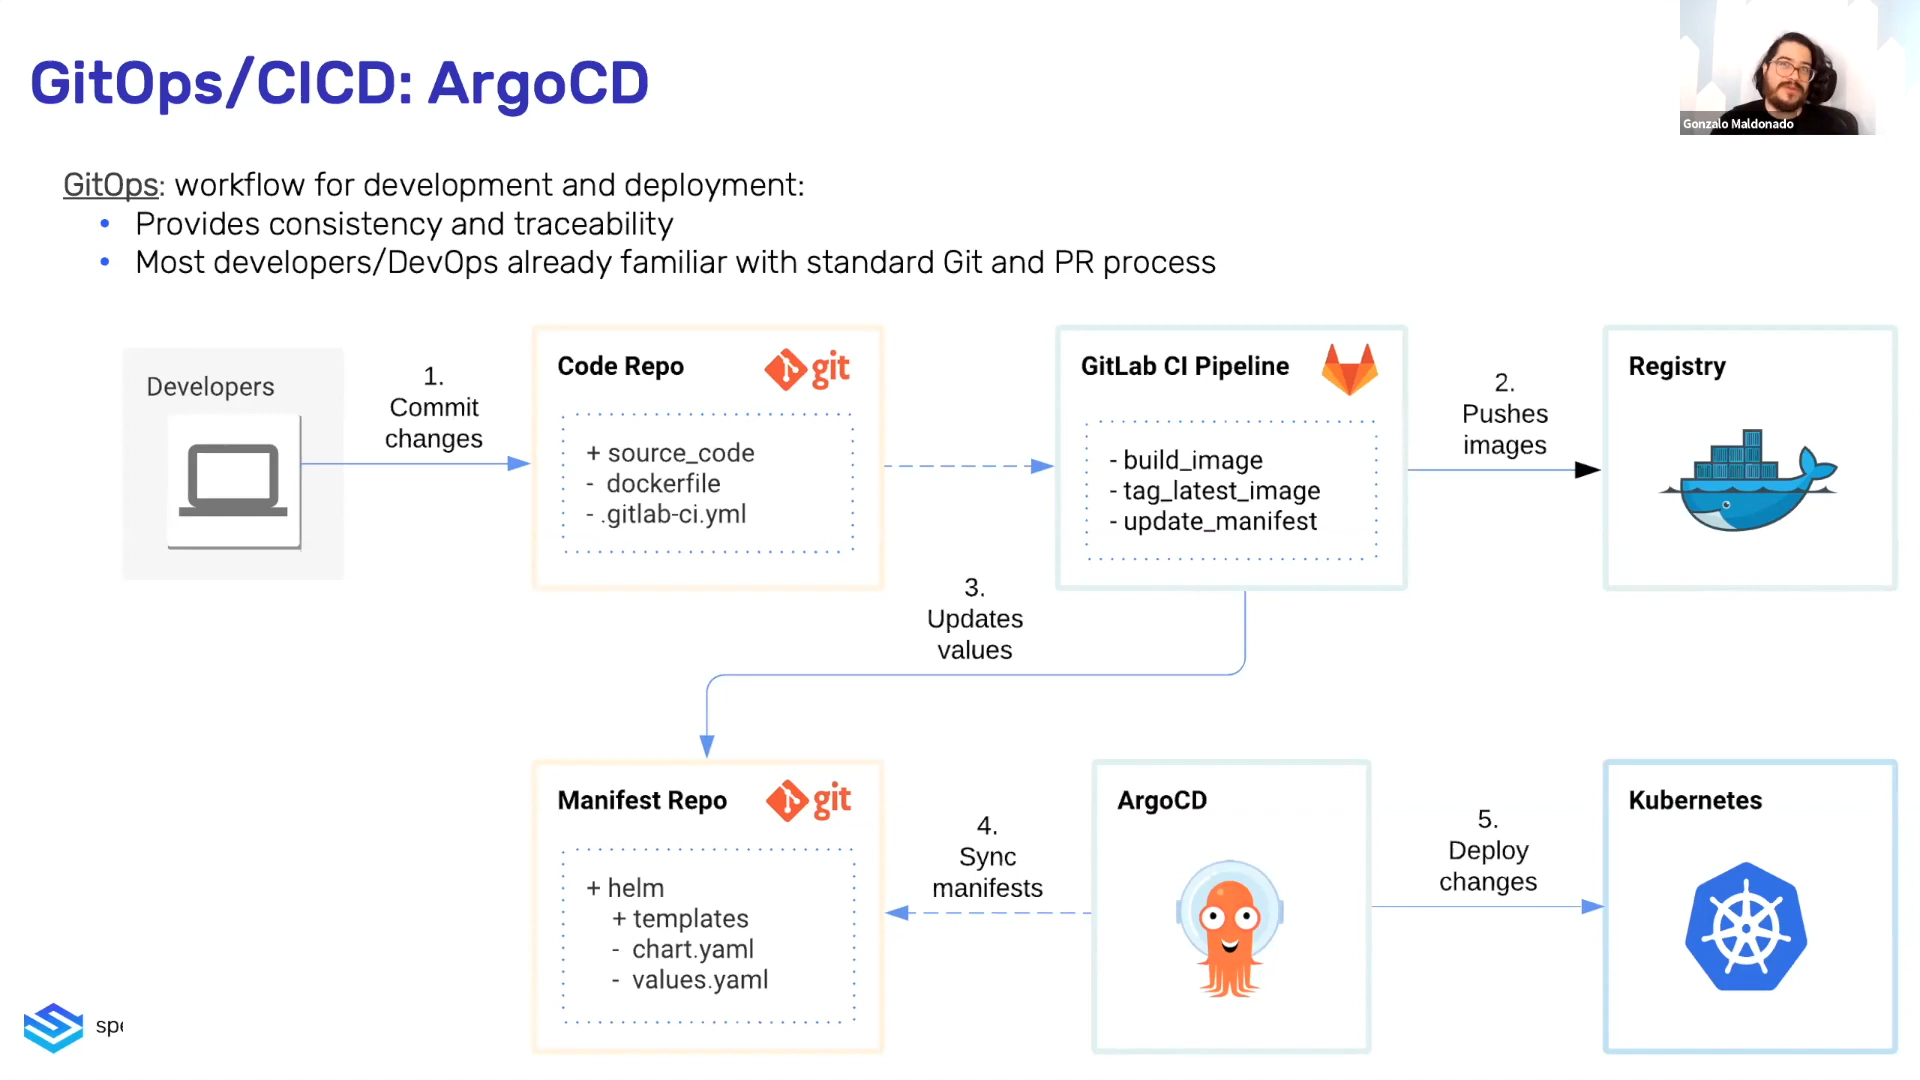 GitOps/CICD: ArgoCD
Gonzalo Maldonado
GitOps: workflow for development and deployment:
• Provides consistency and traceability
• Most developers/DevOps already familiar with standard Git and PR process
Developers
1.
Commit
changes
Code Repo
git
+ source_code
- dockerfile
- .gitlab-ci.yml
GitLab CI Pipeline
- build_image
- tag_latest_image
- update_manifest
2.
Pushes
images
Registry
3.
Updates
values
Manifest Repo
git
+ helm
+ templates
- chart.yaml
- values.yaml
4.
Sync
manifests
ArgoCD
5.
Deploy
changes
Kubernetes